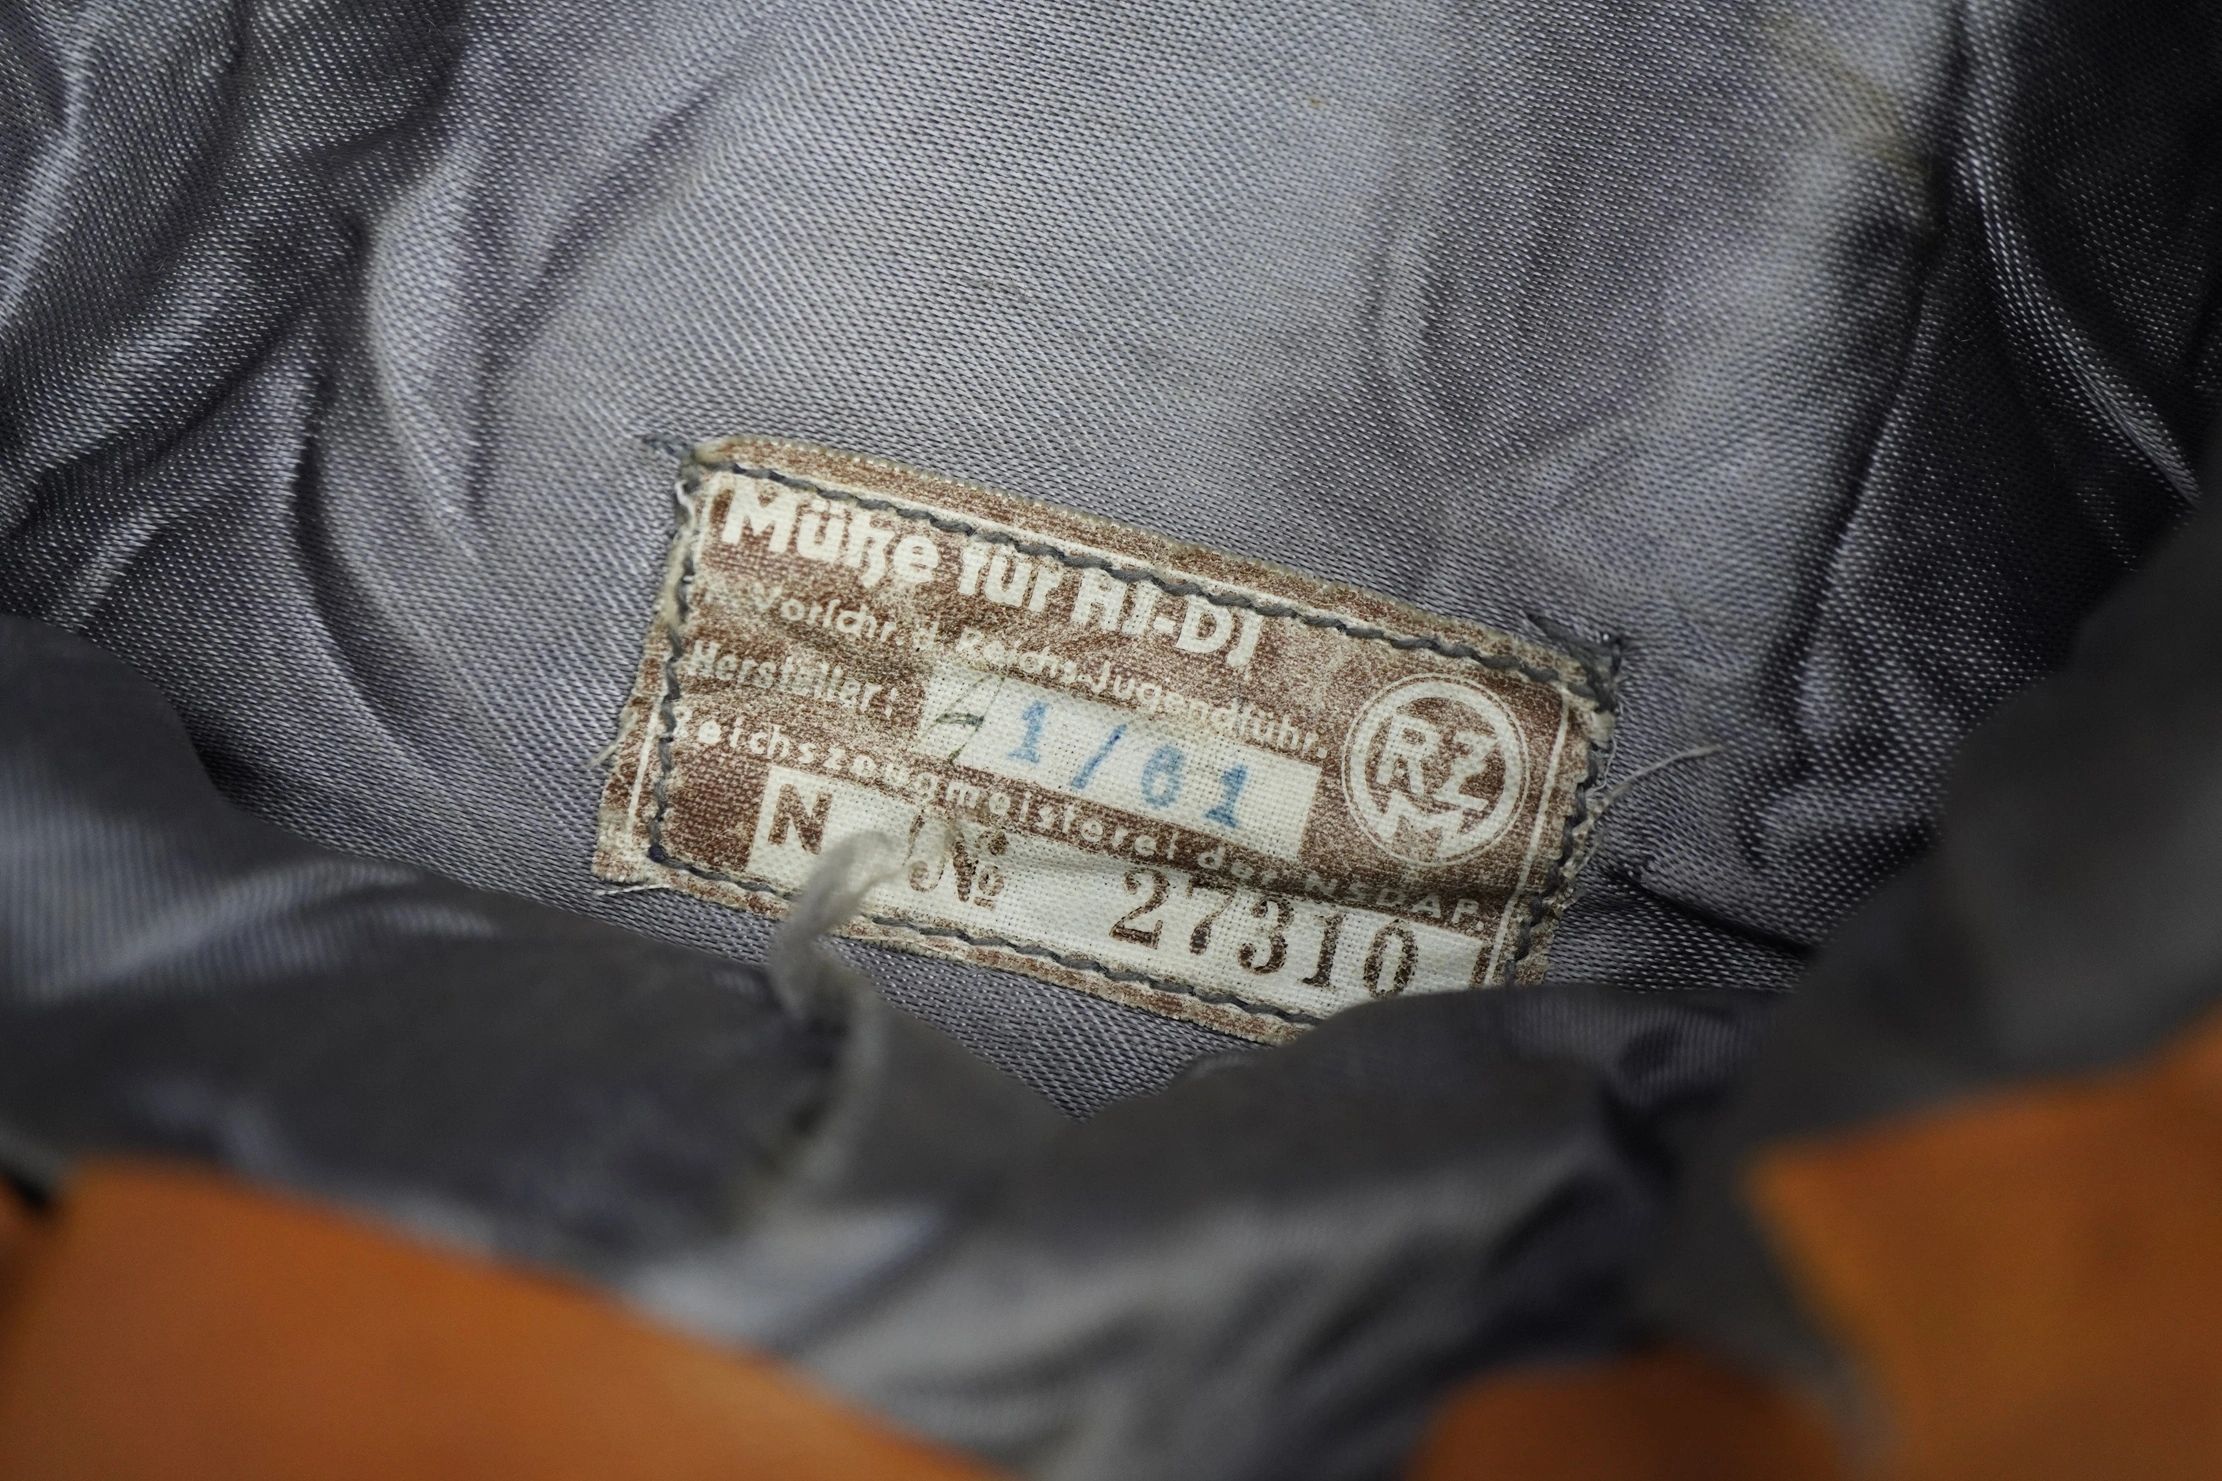 Mütze für HJ-DJ
n. Vorschr. d. Reichs-Jugendführ.
Hersteller: A 1/61
RZM
Reichszeugmeisterei der NSDAP.
N № 27310